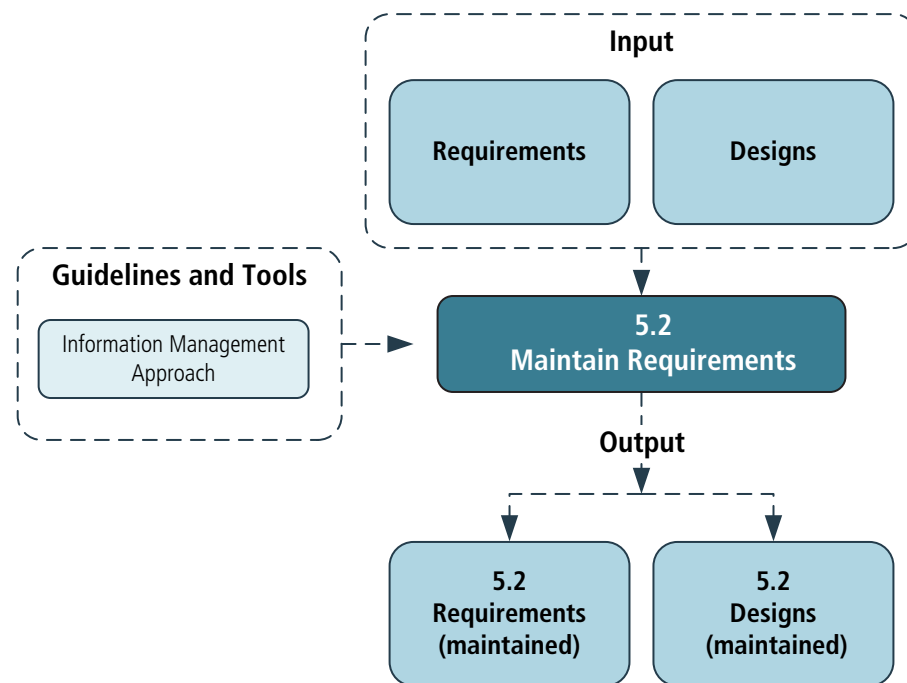 Input
Requirements
Designs
Guidelines and Tools
Information Management
Approach
5.2
Maintain Requirements
Output
5.2
Requirements
(maintained)
5.2
Designs
(maintained)